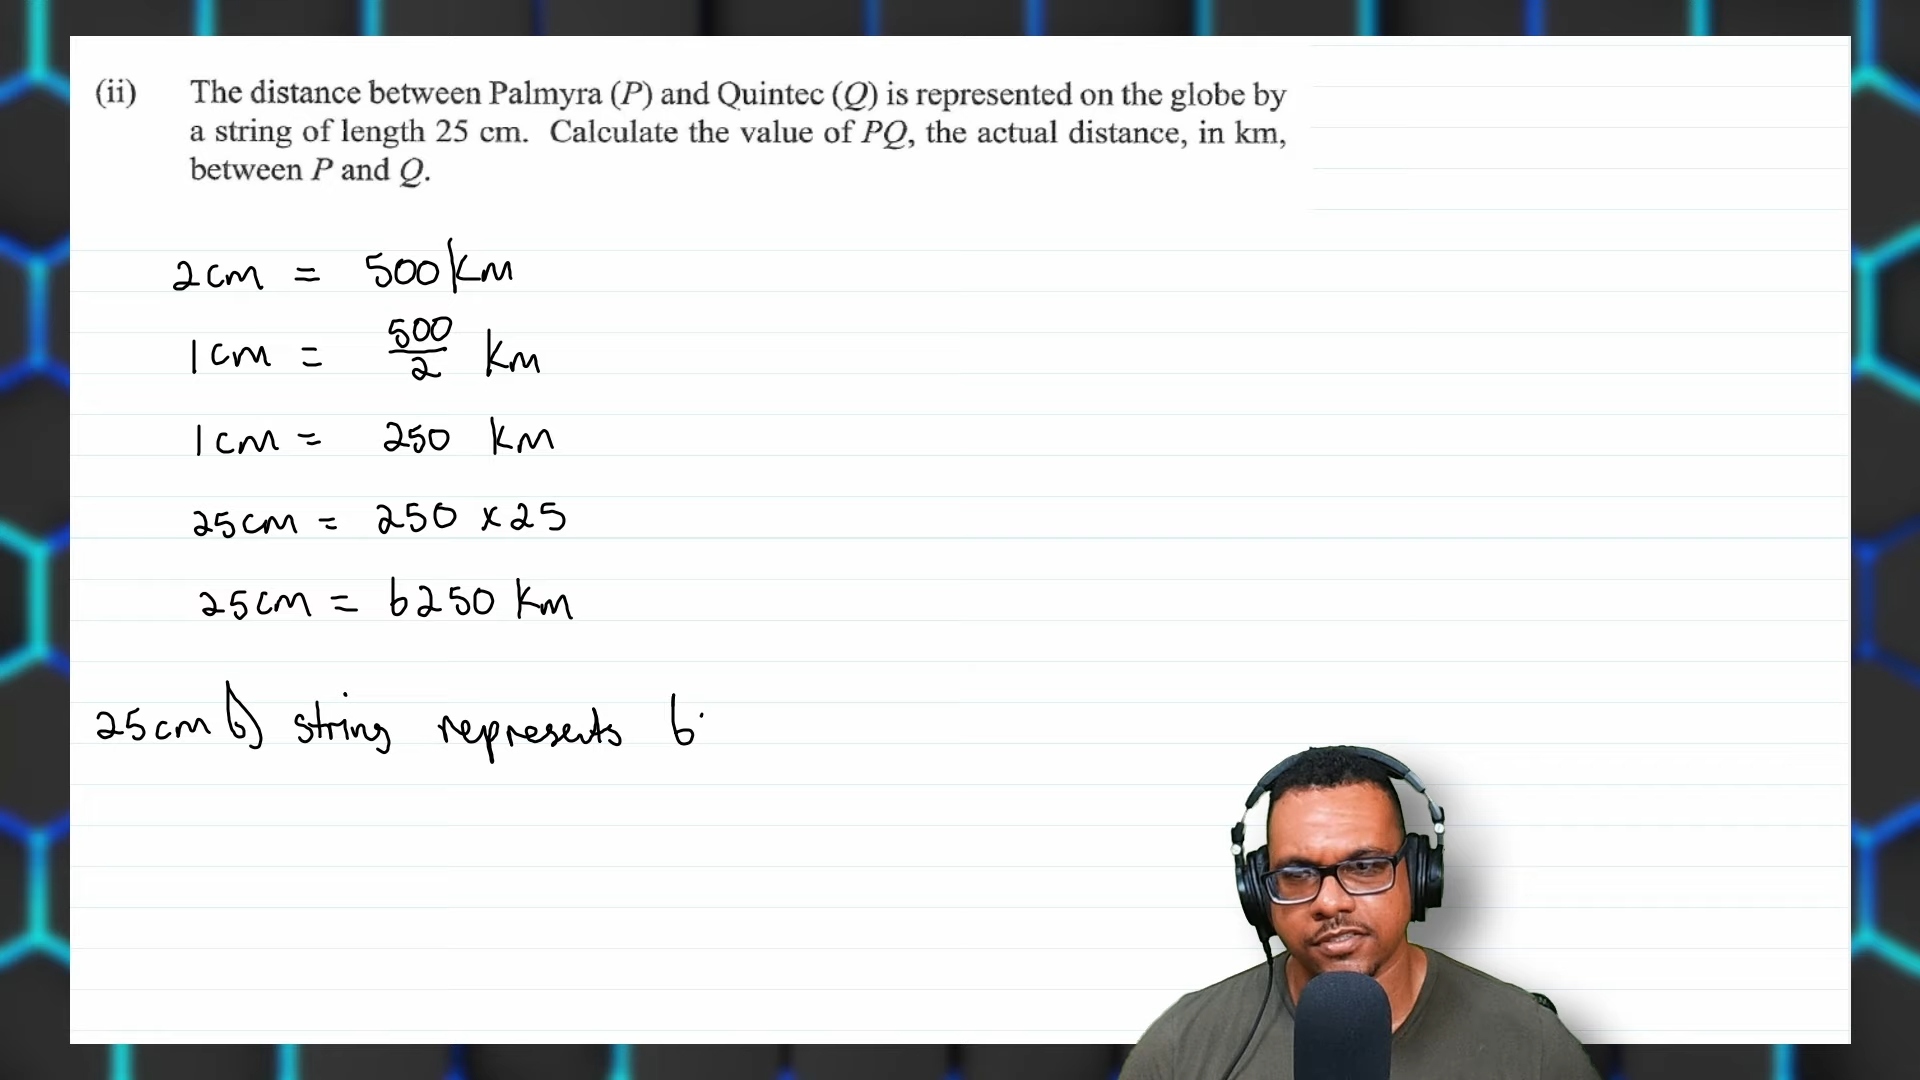 (ii) The distance between Palmyra (P) and Quintec (Q) is represented on the globe by
a string of length 25 cm. Calculate the value of PQ, the actual distance, in km,
between P and Q.
2cm = 500km
1cm = 500/2 km
1cm = 250 km
25cm = 250 x 25
25cm = 6250 km
25cm of string represents 6